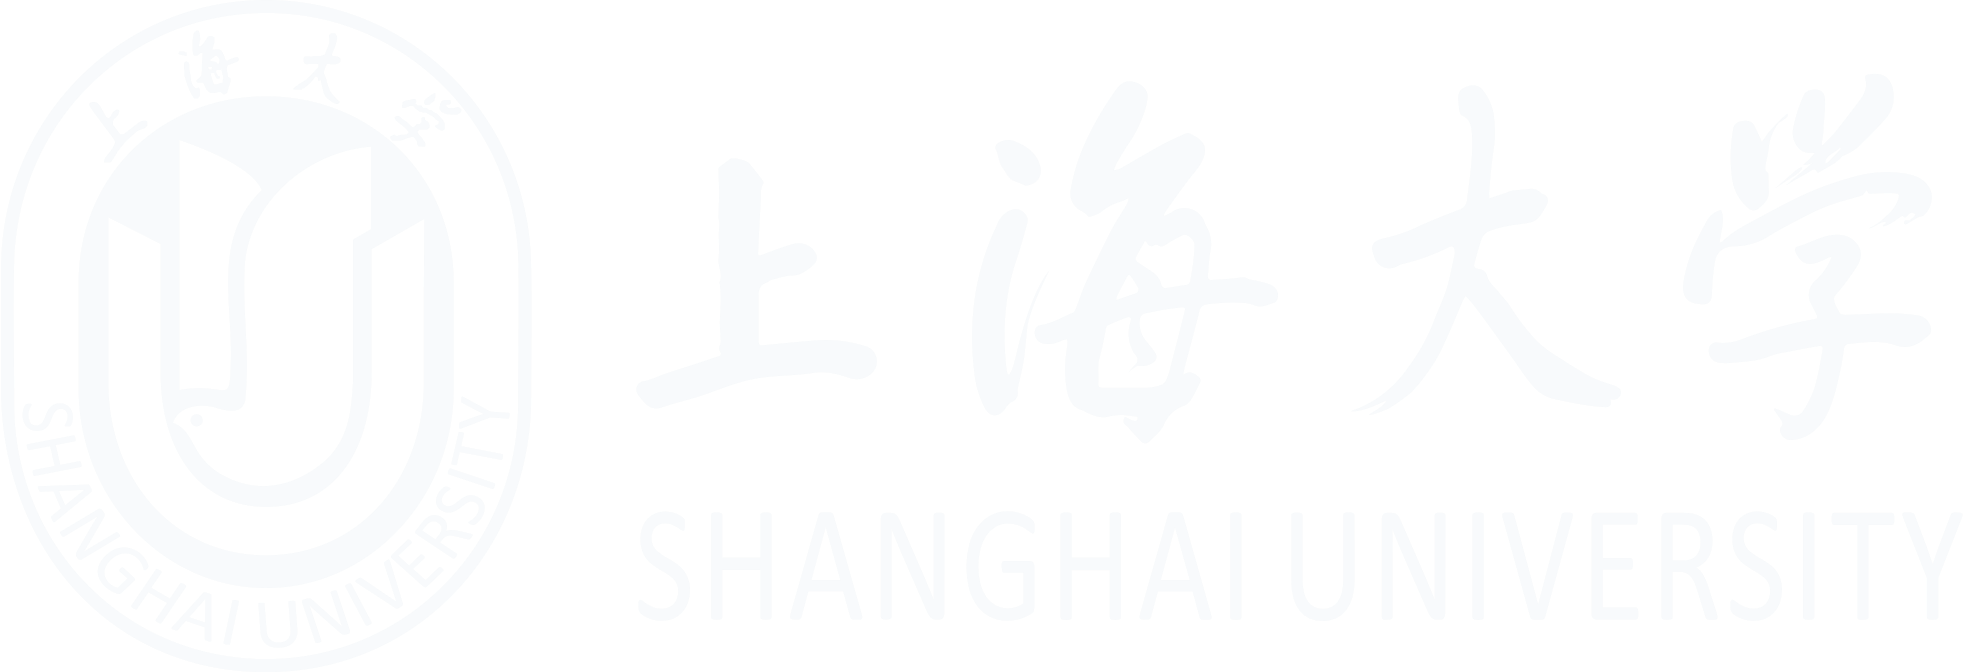 上海大学
SHANGHAI UNIVERSITY
上海大学
SHANGHAI UNIVERSITY